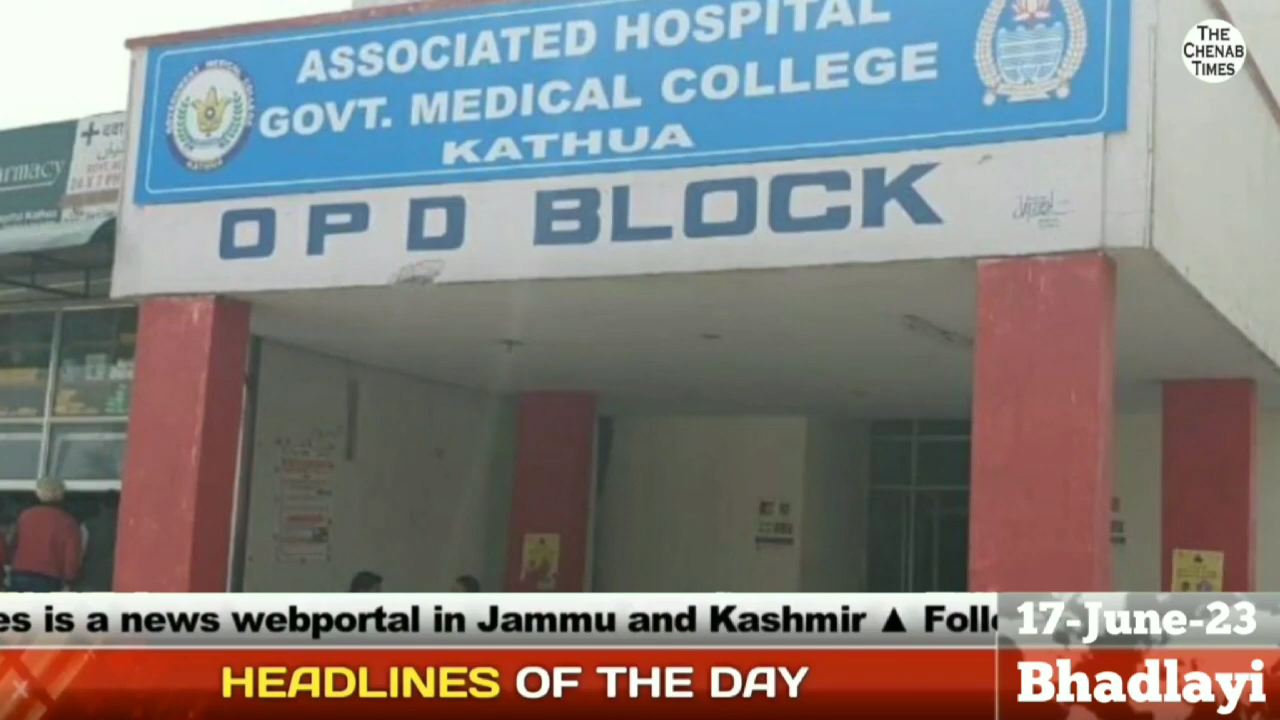 THE
CHENAB
TIMES
ASSOCIATED HOSPITAL
GOVT. MEDICAL COLLEGE
KATHUA
OPD BLOCK
es is a news webportal in Jammu and Kashmir ▲ Foll
17-June-23
HEADLINES OF THE DAY
Bhadlayi